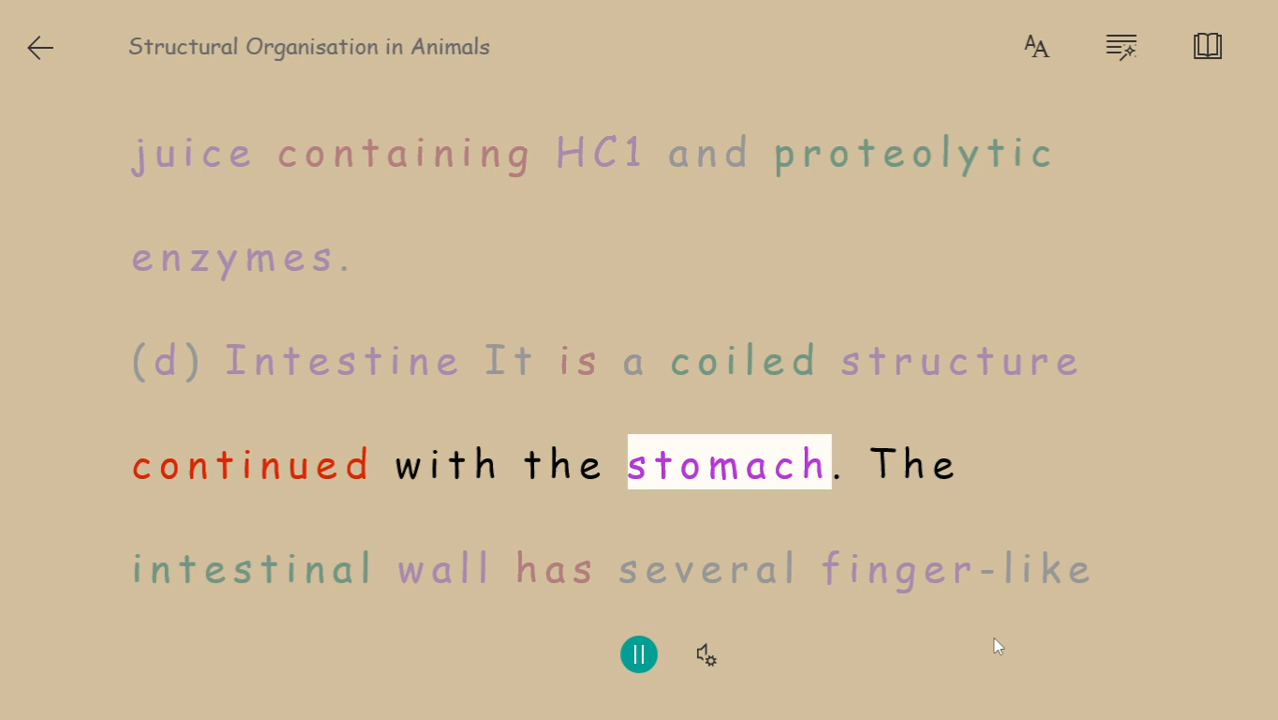 Structural Organisation in Animals
juice containing HC1 and proteolytic
enzymes.
(d) Intestine It is a coiled structure
continued with the stomach. The
intestinal wall has several finger-like